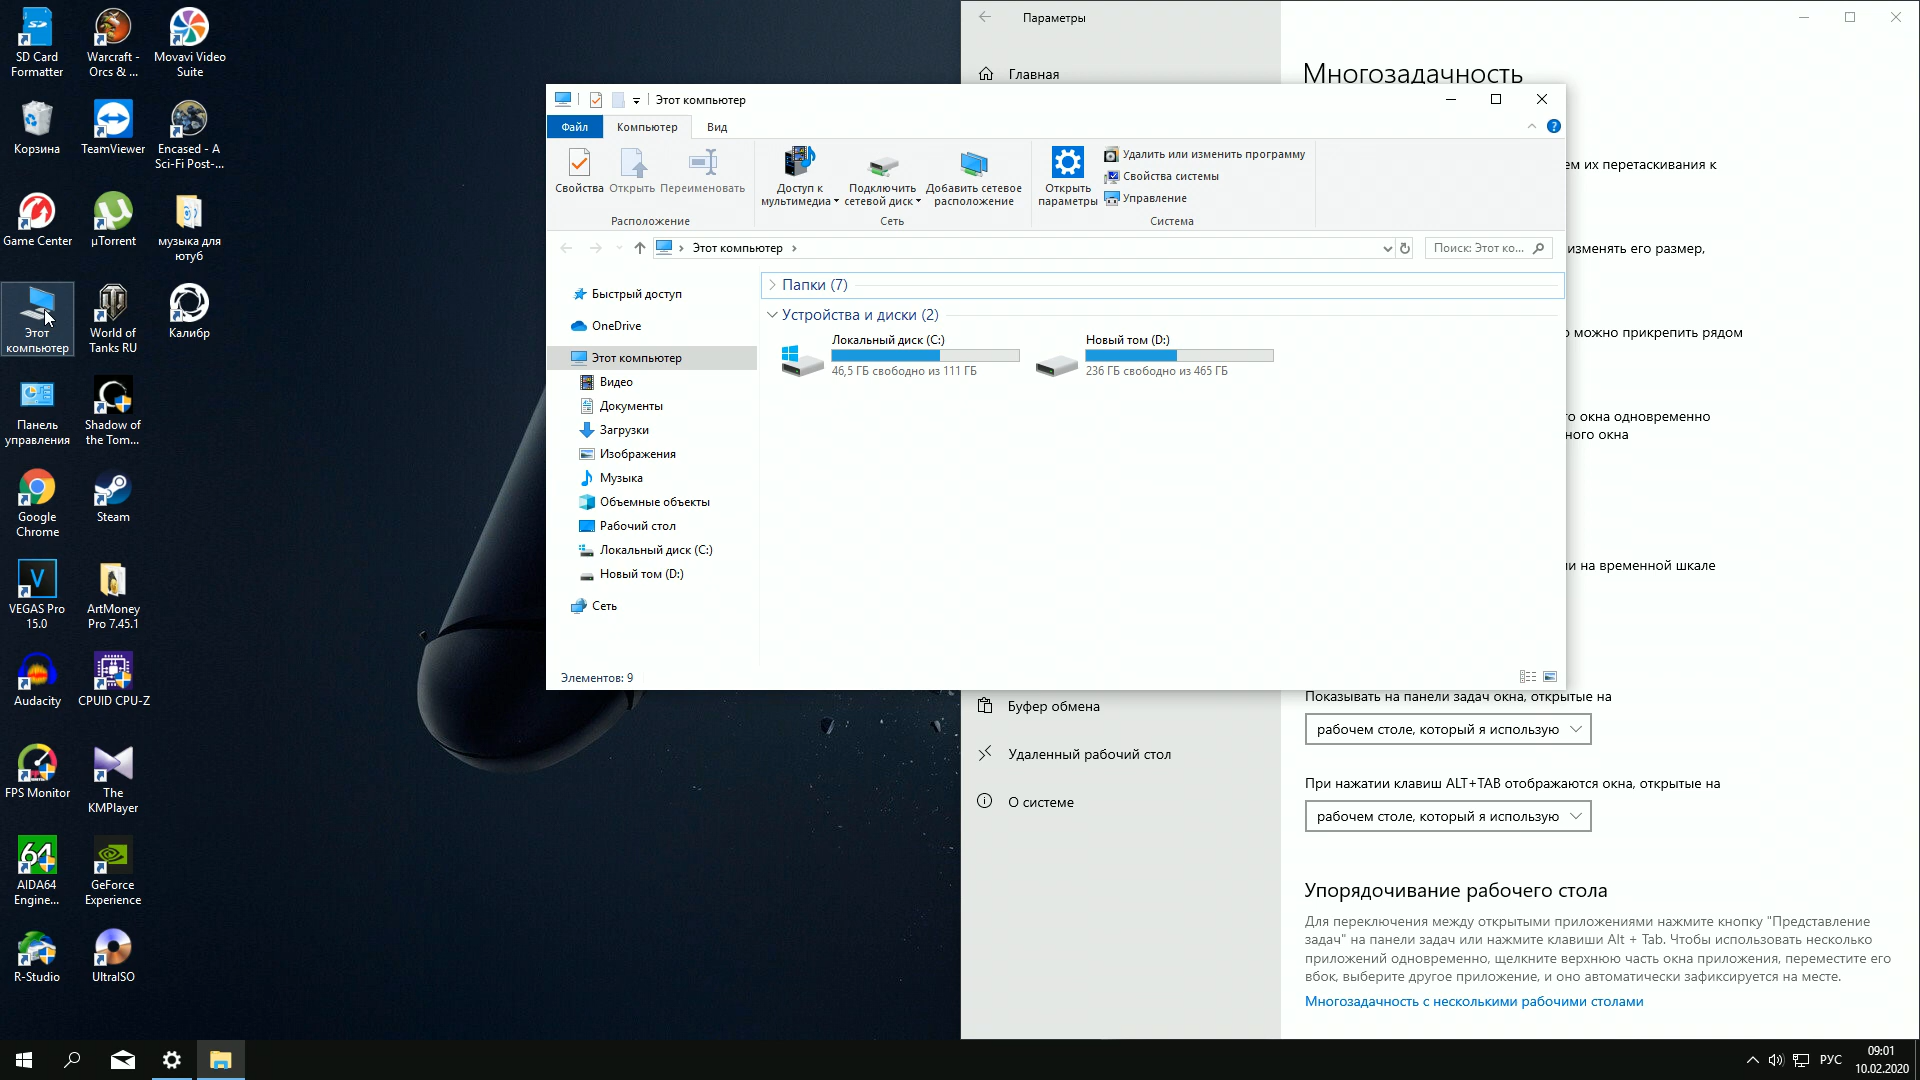 SD Card
Formatter
Warcraft -
Orcs & ...
Movavi Video
Suite
Корзина
TeamViewer
Encased - A
Sci-Fi Post-...
Game Center
µTorrent
музыка для
ютуб
Этот
компьютер
World of
Tanks RU
Калибр
Панель
управления
Shadow of
the Tom...
Google
Chrome
Steam
VEGAS Pro
15.0
ArtMoney
Pro 7.45.1
Audacity
CPUID CPU-Z
FPS Monitor
The
KMPlayer
AIDA64
Engine...
GeForce
Experience
R-Studio
UltraISO
Параметры
Главная
Многозадачность
Этот компьютер
Файл
Компьютер
Вид
Свойства
Открыть
Переименовать
Расположение
Доступ к
мультимедиа
Подключить
сетевой диск
Добавить сетевое
расположение
Сеть
Открыть
параметры
Удалить или изменить программу
Свойства системы
Управление
Система
Этот компьютер
Поиск: Этот ко...
Быстрый доступ
OneDrive
Этот компьютер
Видео
Документы
Загрузки
Изображения
Музыка
Объемные объекты
Рабочий стол
Локальный диск (C:)
Новый том (D:)
Сеть
Папки (7)
Устройства и диски (2)
Локальный диск (C:)
46,5 ГБ свободно из 111 ГБ
Новый том (D:)
236 ГБ свободно из 465 ГБ
Элементов: 9
их перетаскивания к
изменять его размер,
можно прикрепить рядом
окна одновременно
окна
на временной шкале
Буфер обмена
Удаленный рабочий стол
О системе
Показывать на панели задач окна, открытые на
рабочем столе, который я использую
При нажатии клавиш ALT+TAB отображаются окна, открытые на
рабочем столе, который я использую
Упорядочивание рабочего стола
Для переключения между открытыми приложениями нажмите кнопку "Представление
задач" на панели задач или нажмите клавиши Alt + Tab. Чтобы использовать несколько
приложений одновременно, щелкните верхнюю часть окна приложения, переместите его
вбок, выберите другое приложение, и оно автоматически зафиксируется на месте.
Многозадачность с несколькими рабочими столами
РУС
09:01
10.02.2020